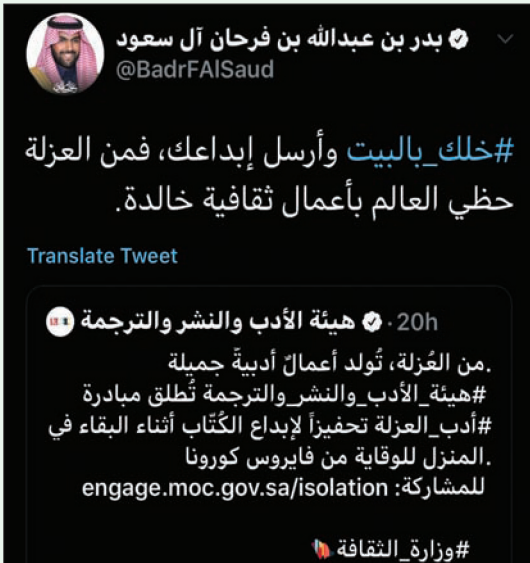 بدر بن عبدالله بن فرحان آل سعود
@BadrFAlSaud
#خلك_بالبيت وأرسل إبداعك، فمن العزلة
حظي العالم بأعمال ثقافية خالدة.
Translate Tweet
هيئة الأدب والنشر والترجمة · 20h
من العُزلة، تُولد أعمالٌ أدبيةً جميلة.
#هيئة_الأدب_والنشر_والترجمة تُطلق مبادرة
#أدب_العزلة تحفيزاً لإبداع الكُتّاب أثناء البقاء في
المنزل للوقاية من فايروس كورونا.
للمشاركة: engage.moc.gov.sa/isolation
#وزارة_الثقافة